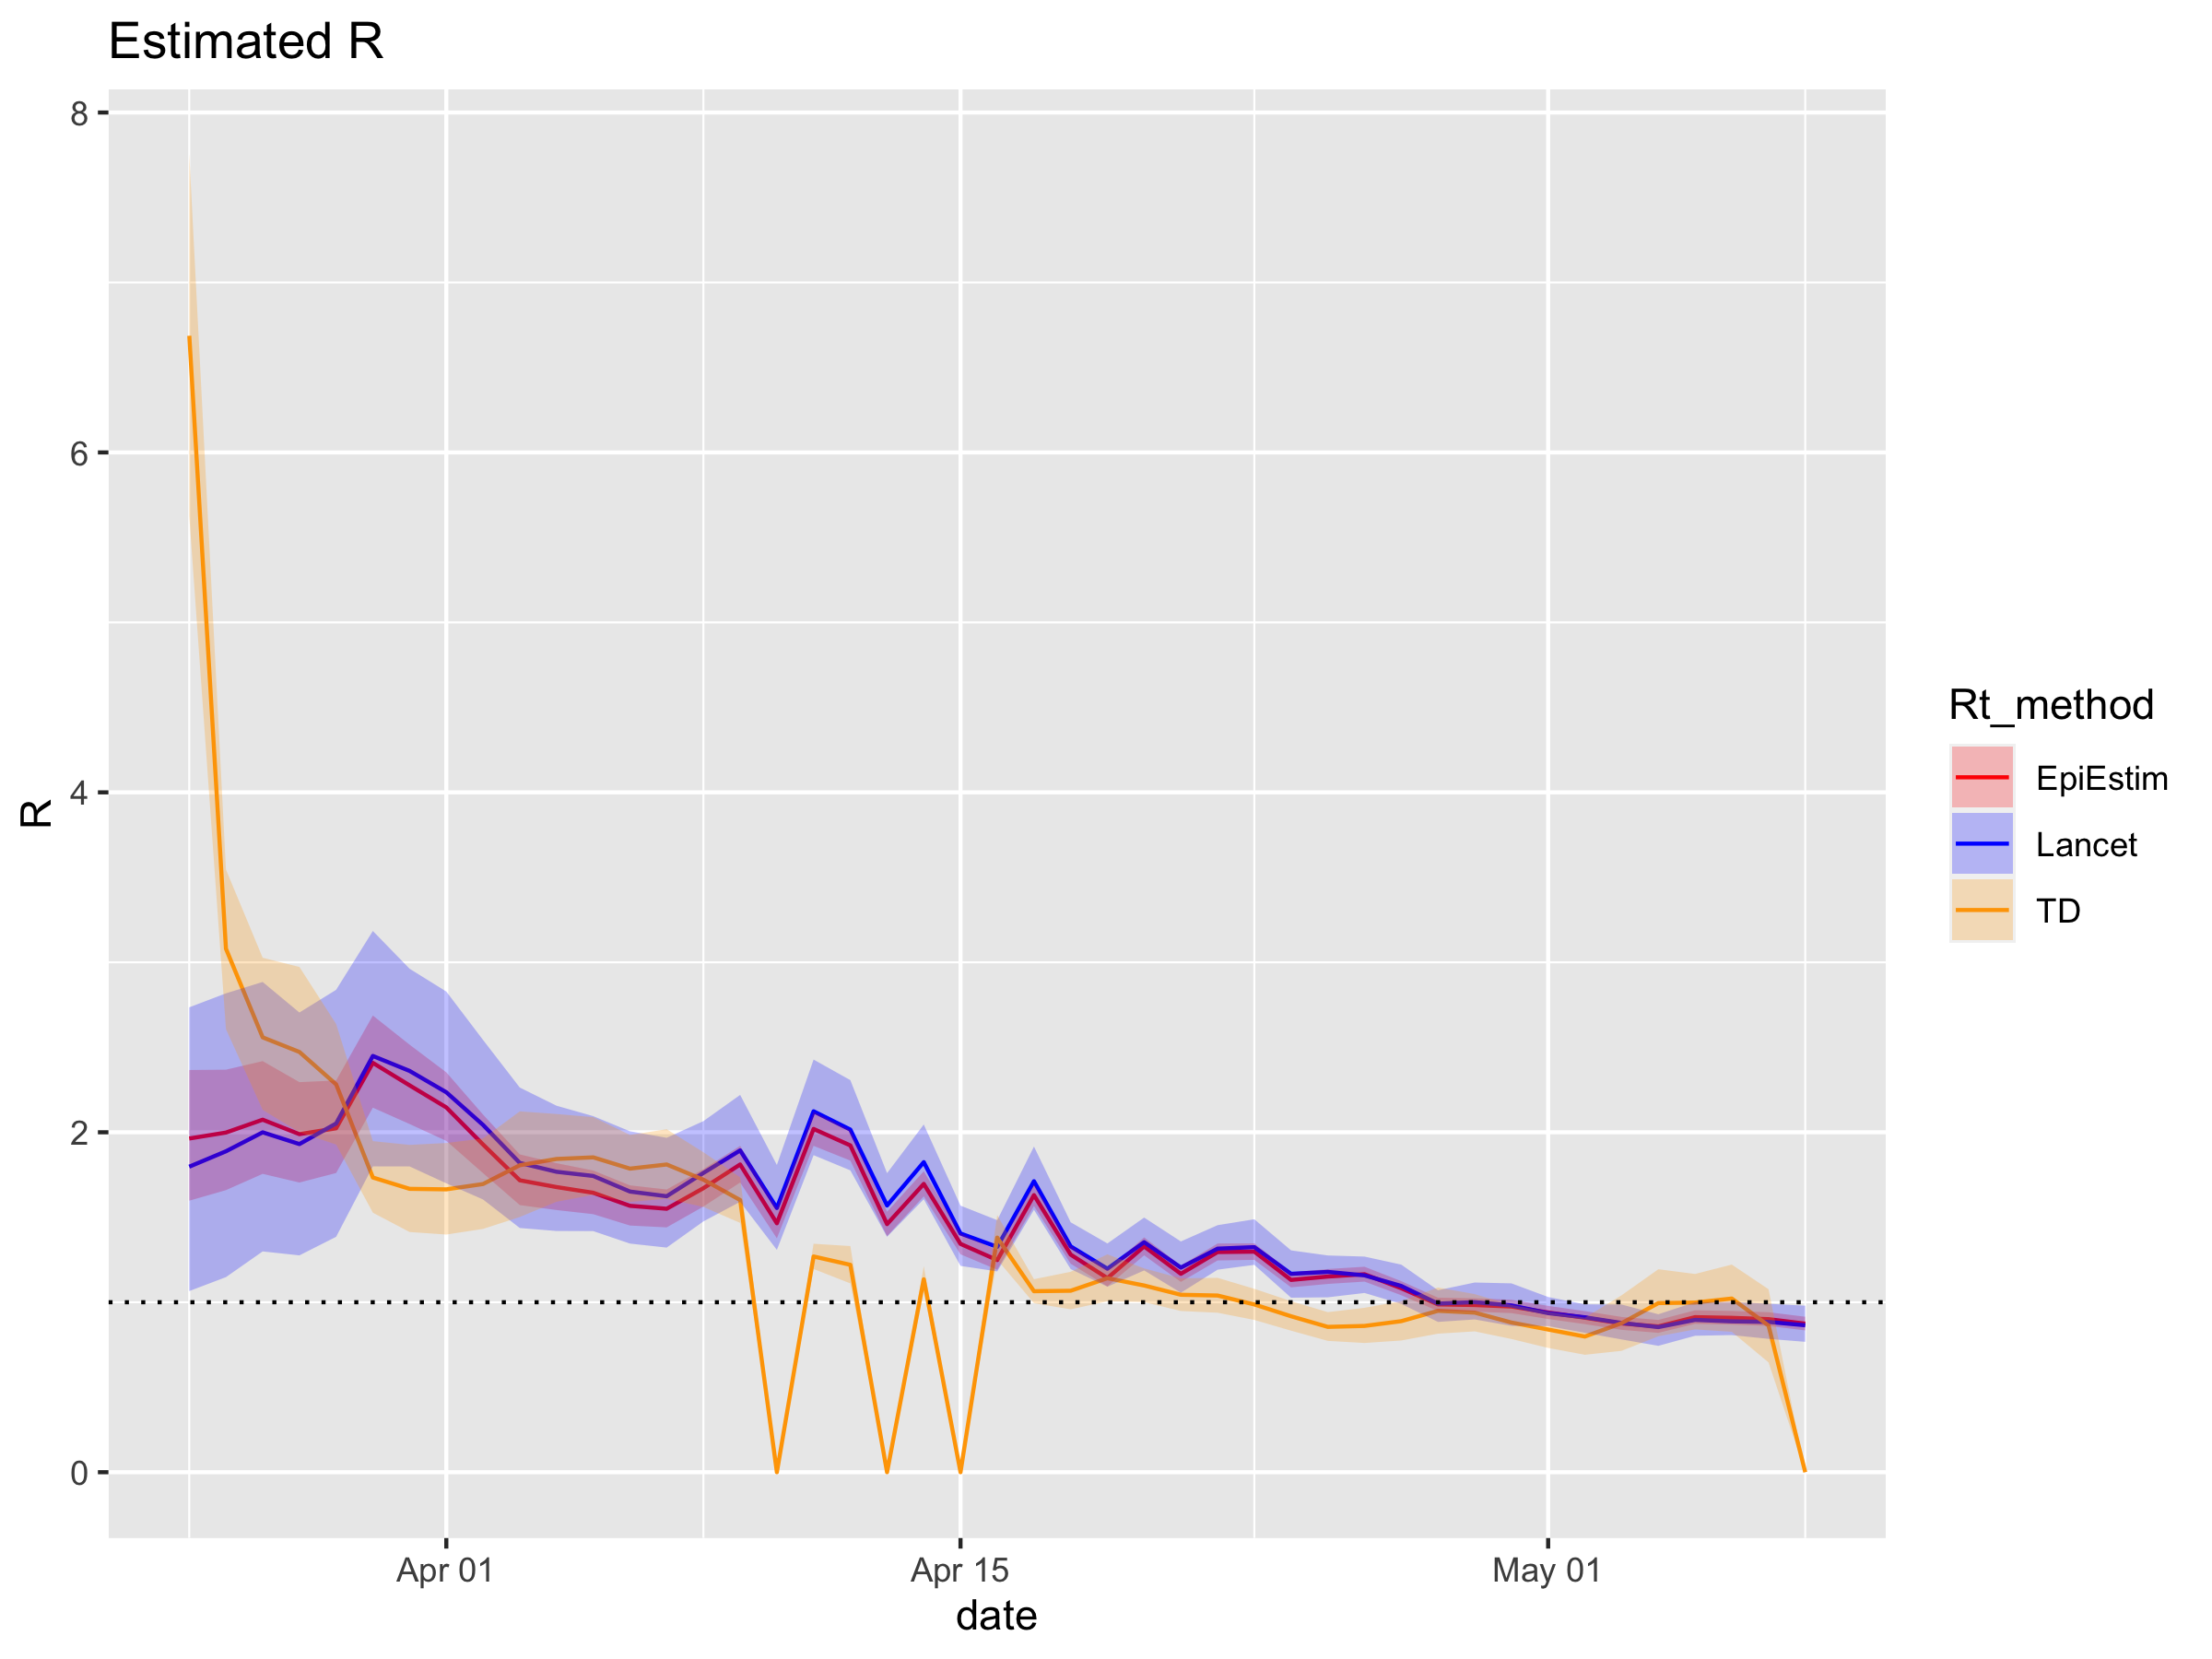 Estimated R
8
6
4
2
0
R
Apr 01
Apr 15
May 01
date
Rt_method
EpiEstim
Lancet
TD